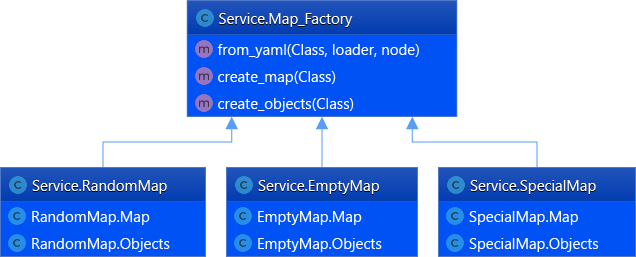 C Service.Map_Factory
m from_yaml(Class, loader, node)
m create_map(Class)
m create_objects(Class)
C Service.RandomMap
C RandomMap.Map
C RandomMap.Objects
C Service.EmptyMap
C EmptyMap.Map
C EmptyMap.Objects
C Service.SpecialMap
C SpecialMap.Map
C SpecialMap.Objects